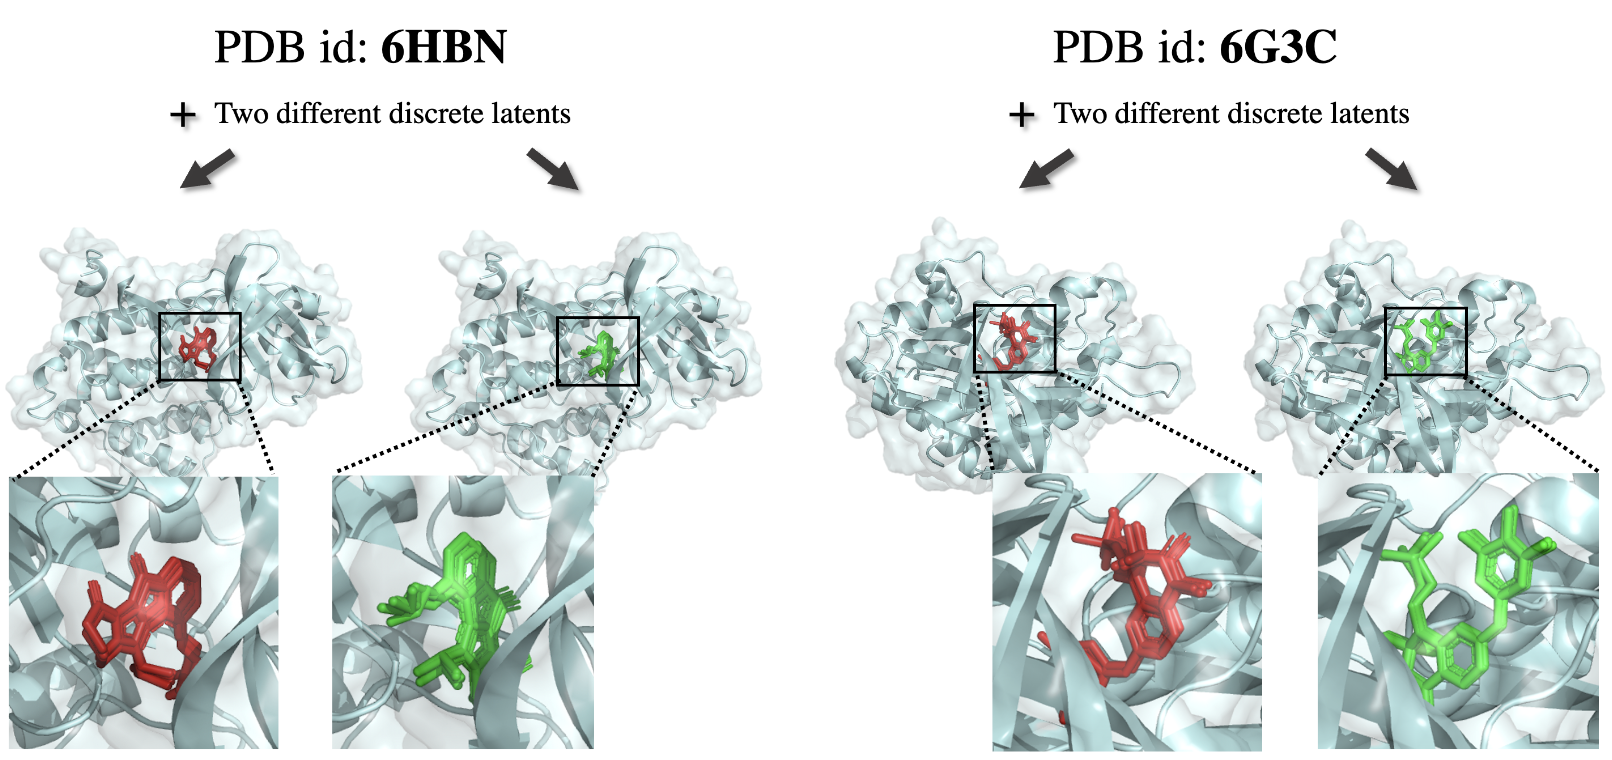 PDB id: 6HBN
+ Two different discrete latents
PDB id: 6G3C
+ Two different discrete latents